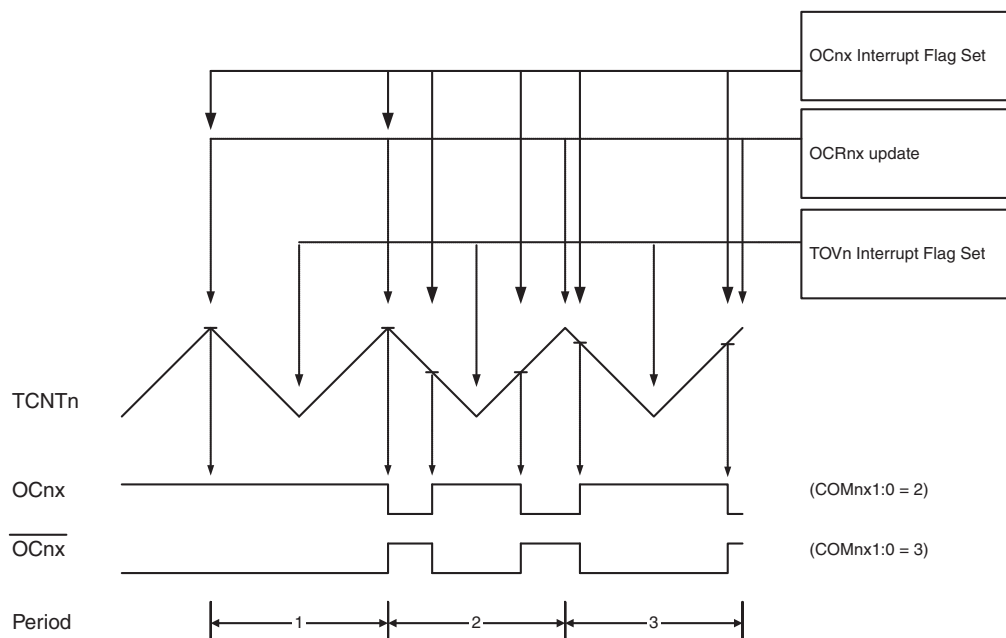 OCnx Interrupt Flag Set
OCRnx update
TOVn Interrupt Flag Set
TCNTn
OCnx
(COMnx1:0 = 2)
OCnx
(COMnx1:0 = 3)
Period
1
2
3